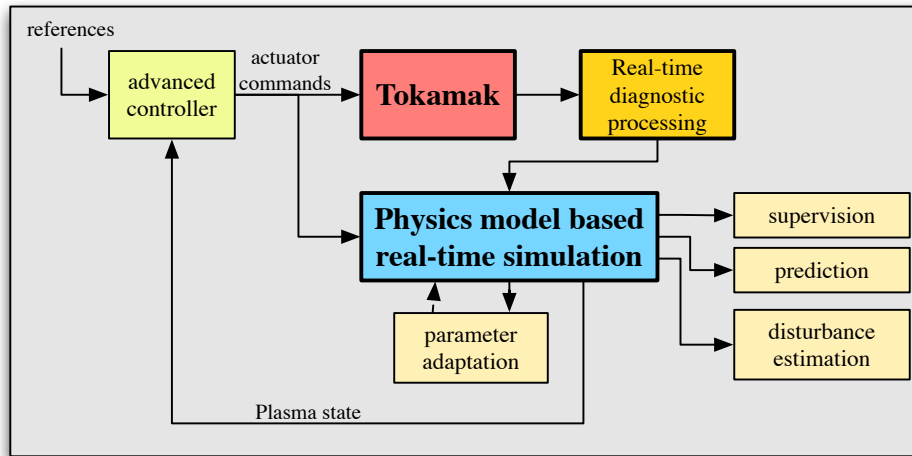 references
advanced
controller
actuator
commands
Tokamak
Real-time
diagnostic
processing
Physics model based
real-time simulation
supervision
prediction
disturbance
estimation
parameter
adaptation
Plasma state